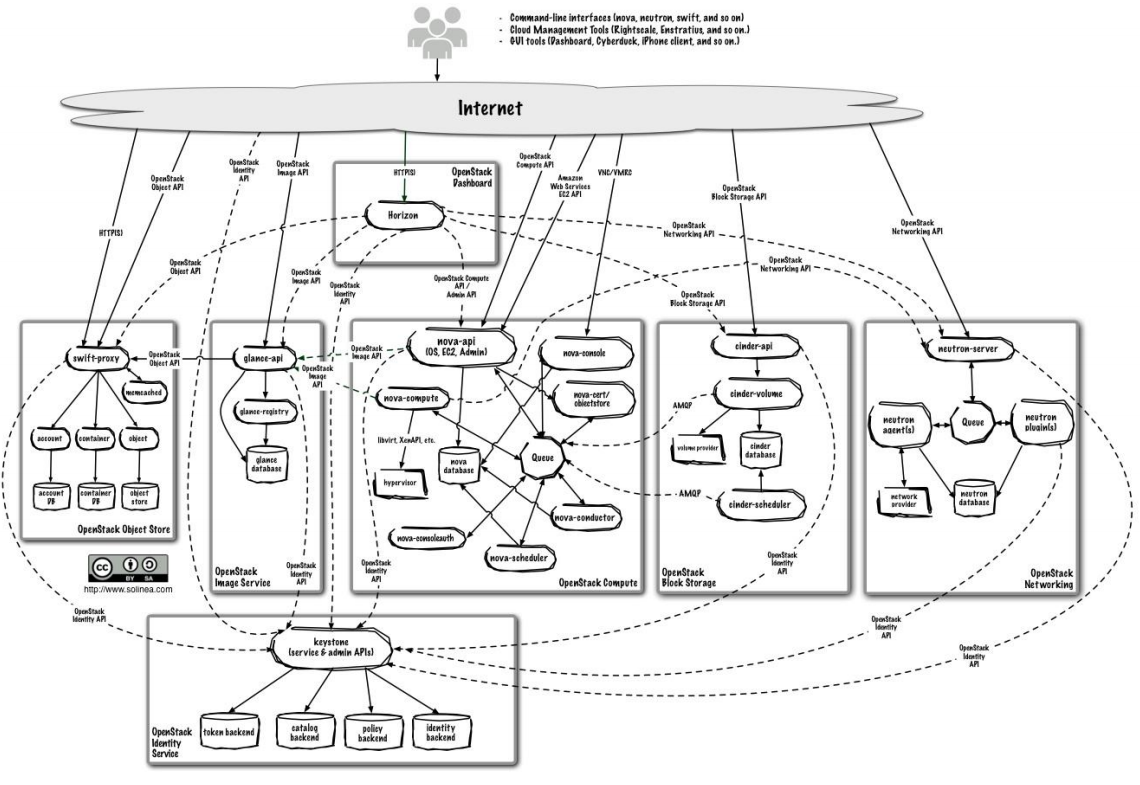 - Command-line interfaces (nova, neutron, swift, and so on)
- Cloud Management Tools (Rightscale, Enstratius, and so on.)
- GUI tools (Dashboard, Cyberduck, iPhone client, and so on.)
Internet
HTTP(S)
OpenStack
Object API
OpenStack
Identity
API
OpenStack
Image API
HTTP(S)
OpenStack
Dashboard
Horizon
OpenStack
Compute API
Amazon
Web Services
EC2 API
VNC/VMRC
OpenStack
Block Storage API
OpenStack
Networking API
OpenStack
Networking API
OpenStack
Networking API
OpenStack
Object API
OpenStack
Image API
OpenStack
Identity
API
OpenStack Compute
API /
Admin API
OpenStack
Block Storage API
swift-proxy
memcached
account
container
object
account
DB
container
DB
object
store
OpenStack Object Store
OpenStack
Object API
glance-api
glance-registry
glance
database
OpenStack
Image Service
OpenStack
Identity
API
OpenStack
Image API
OpenStack
Image
API
nova-api
(OS, EC2, Admin)
nova-console
nova-compute
nova-cert/
objectstore
libvirt, XenAPI, etc.
hypervisor
nova
database
Queue
nova-conductor
nova-consoleauth
nova-scheduler
OpenStack
Identity
API
OpenStack Compute
cinder-api
cinder-volume
AMQP
volume provider
cinder
database
AMQP
cinder-scheduler
OpenStack
Block Storage
OpenStack
Identity
API
neutron-server
neutron
agent(s)
Queue
neutron
plugin(s)
network
provider
neutron
database
OpenStack
Networking
CC
BY SA
http://www.solinea.com
OpenStack
Identity API
OpenStack
Identity
API
OpenStack
Identity
API
keystone
(service & admin APIs)
token backend
catalog
backend
policy
backend
identity
backend
OpenStack
Identity
Service